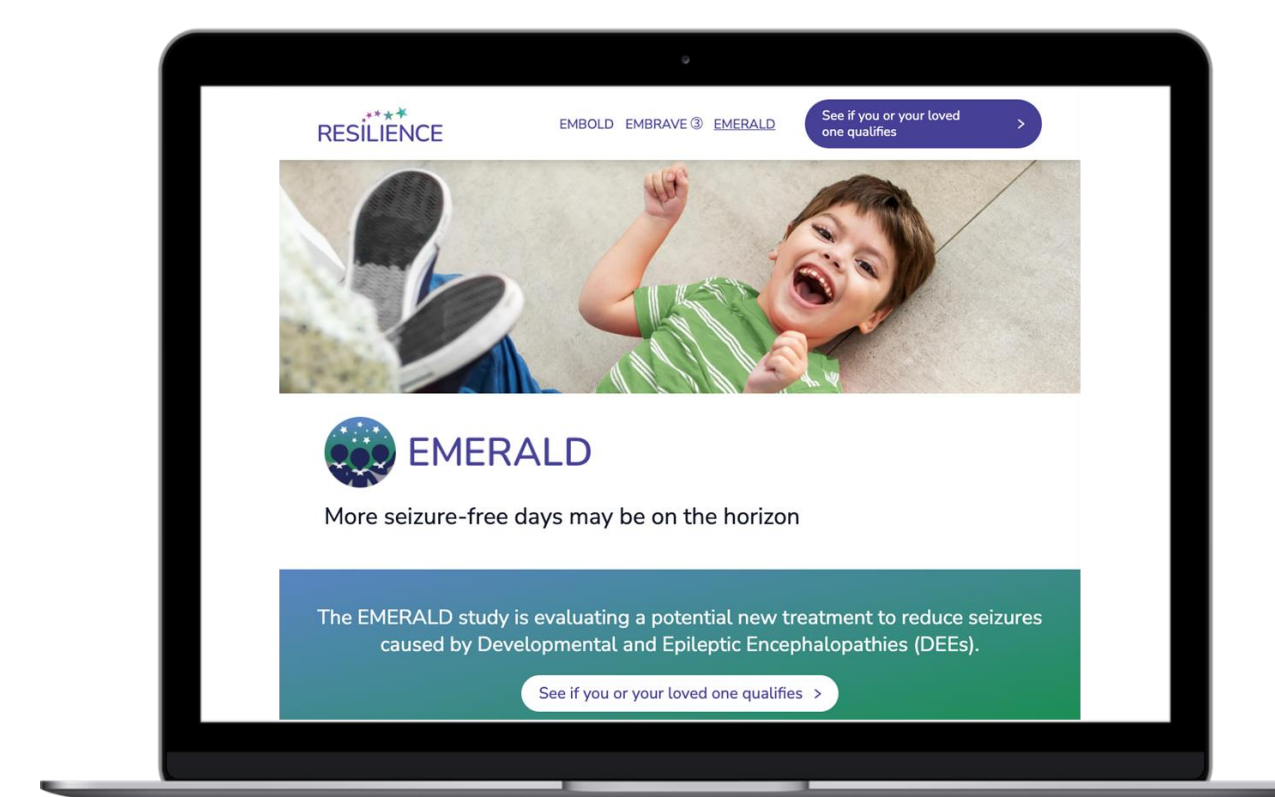 RESILIENCE
EMBOLD EMBRAVE ③ EMERALD
See if you or your loved
one qualifies >
EMERALD
More seizure-free days may be on the horizon
The EMERALD study is evaluating a potential new treatment to reduce seizures
caused by Developmental and Epileptic Encephalopathies (DEEs).
See if you or your loved one qualifies >